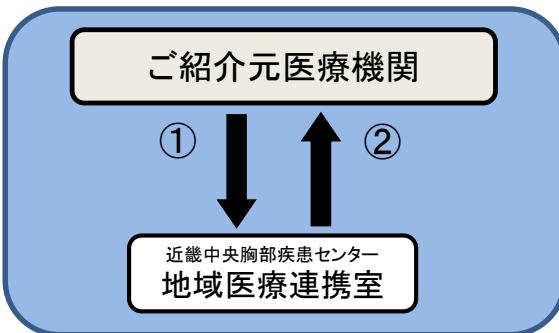 ご紹介元医療機関
① ②
近畿中央胸部疾患センター
地域医療連携室